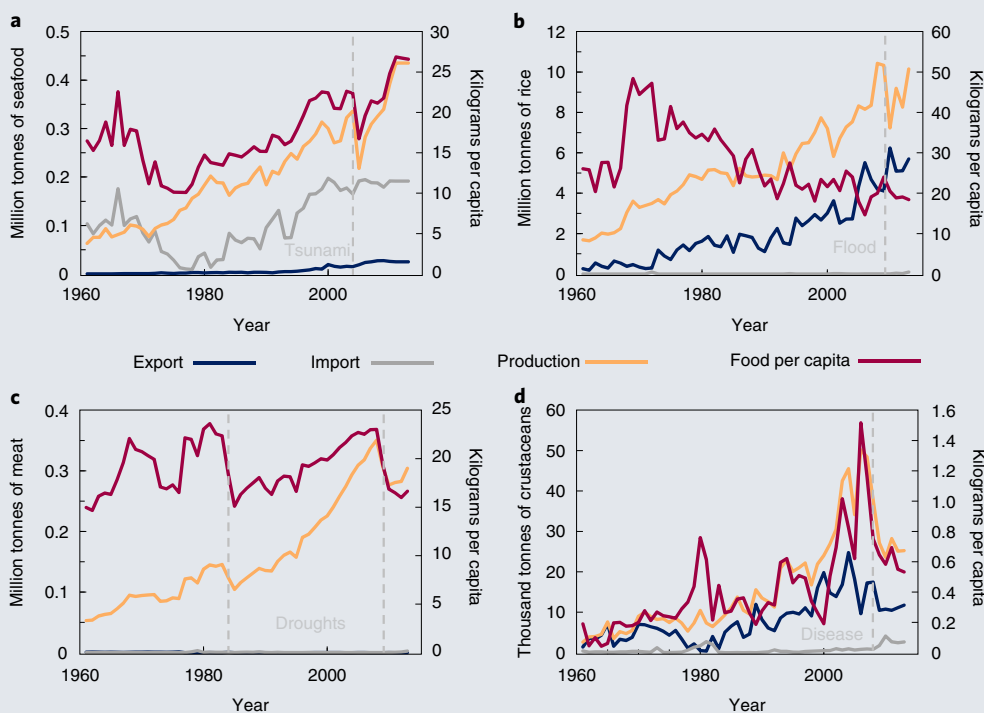 a
Million tonnes of seafood
0.5
0.4
0.3
0.2
0.1
0
30
25
20
15
10
5
0
Kilograms per capita
Tsunami
1960
1980
2000
Year
b
Million tonnes of rice
12
10
8
6
4
2
0
60
50
40
30
20
10
0
Kilograms per capita
Flood
1960
1980
2000
Year
Export
Import
Production
Food per capita
c
Million tonnes of meat
0.4
0.3
0.2
0.1
0
25
20
15
10
5
0
Kilograms per capita
Droughts
1960
1980
2000
Year
d
Thousand tonnes of crustaceans
60
50
40
30
20
10
0
1.6
1.4
1.2
1.0
0.8
0.6
0.4
0.2
0
Kilograms per capita
Disease
1960
1980
2000
Year